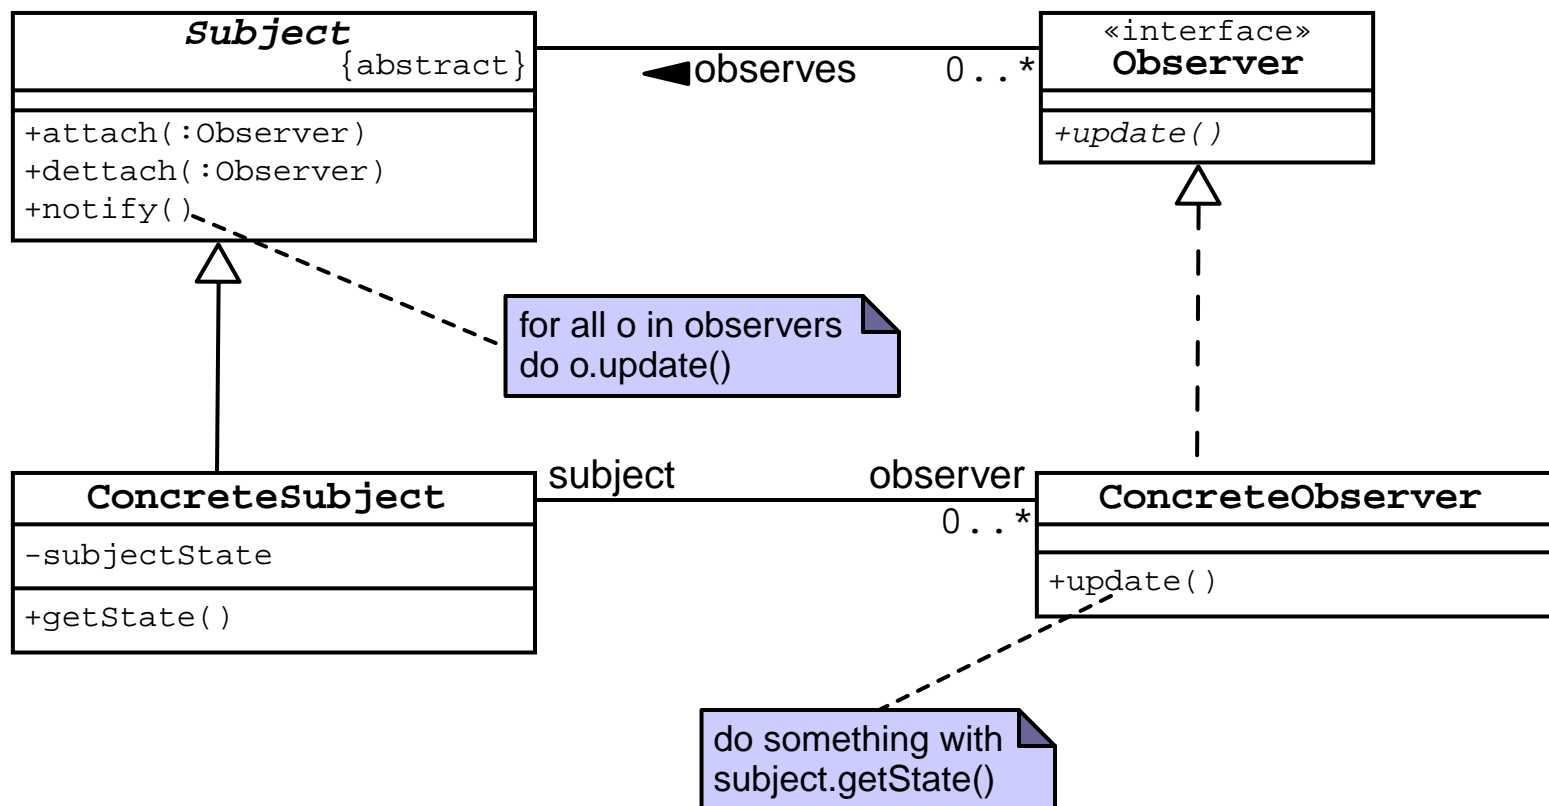 Subject
{abstract}
+attach(:Observer)
+dettach(:Observer)
+notify()
observes
0..*
«interface»
Observer
+update()
for all o in observers
do o.update()
ConcreteSubject
-subjectState
+getState()
subject
observer
0..*
ConcreteObserver
+update()
do something with
subject.getState()